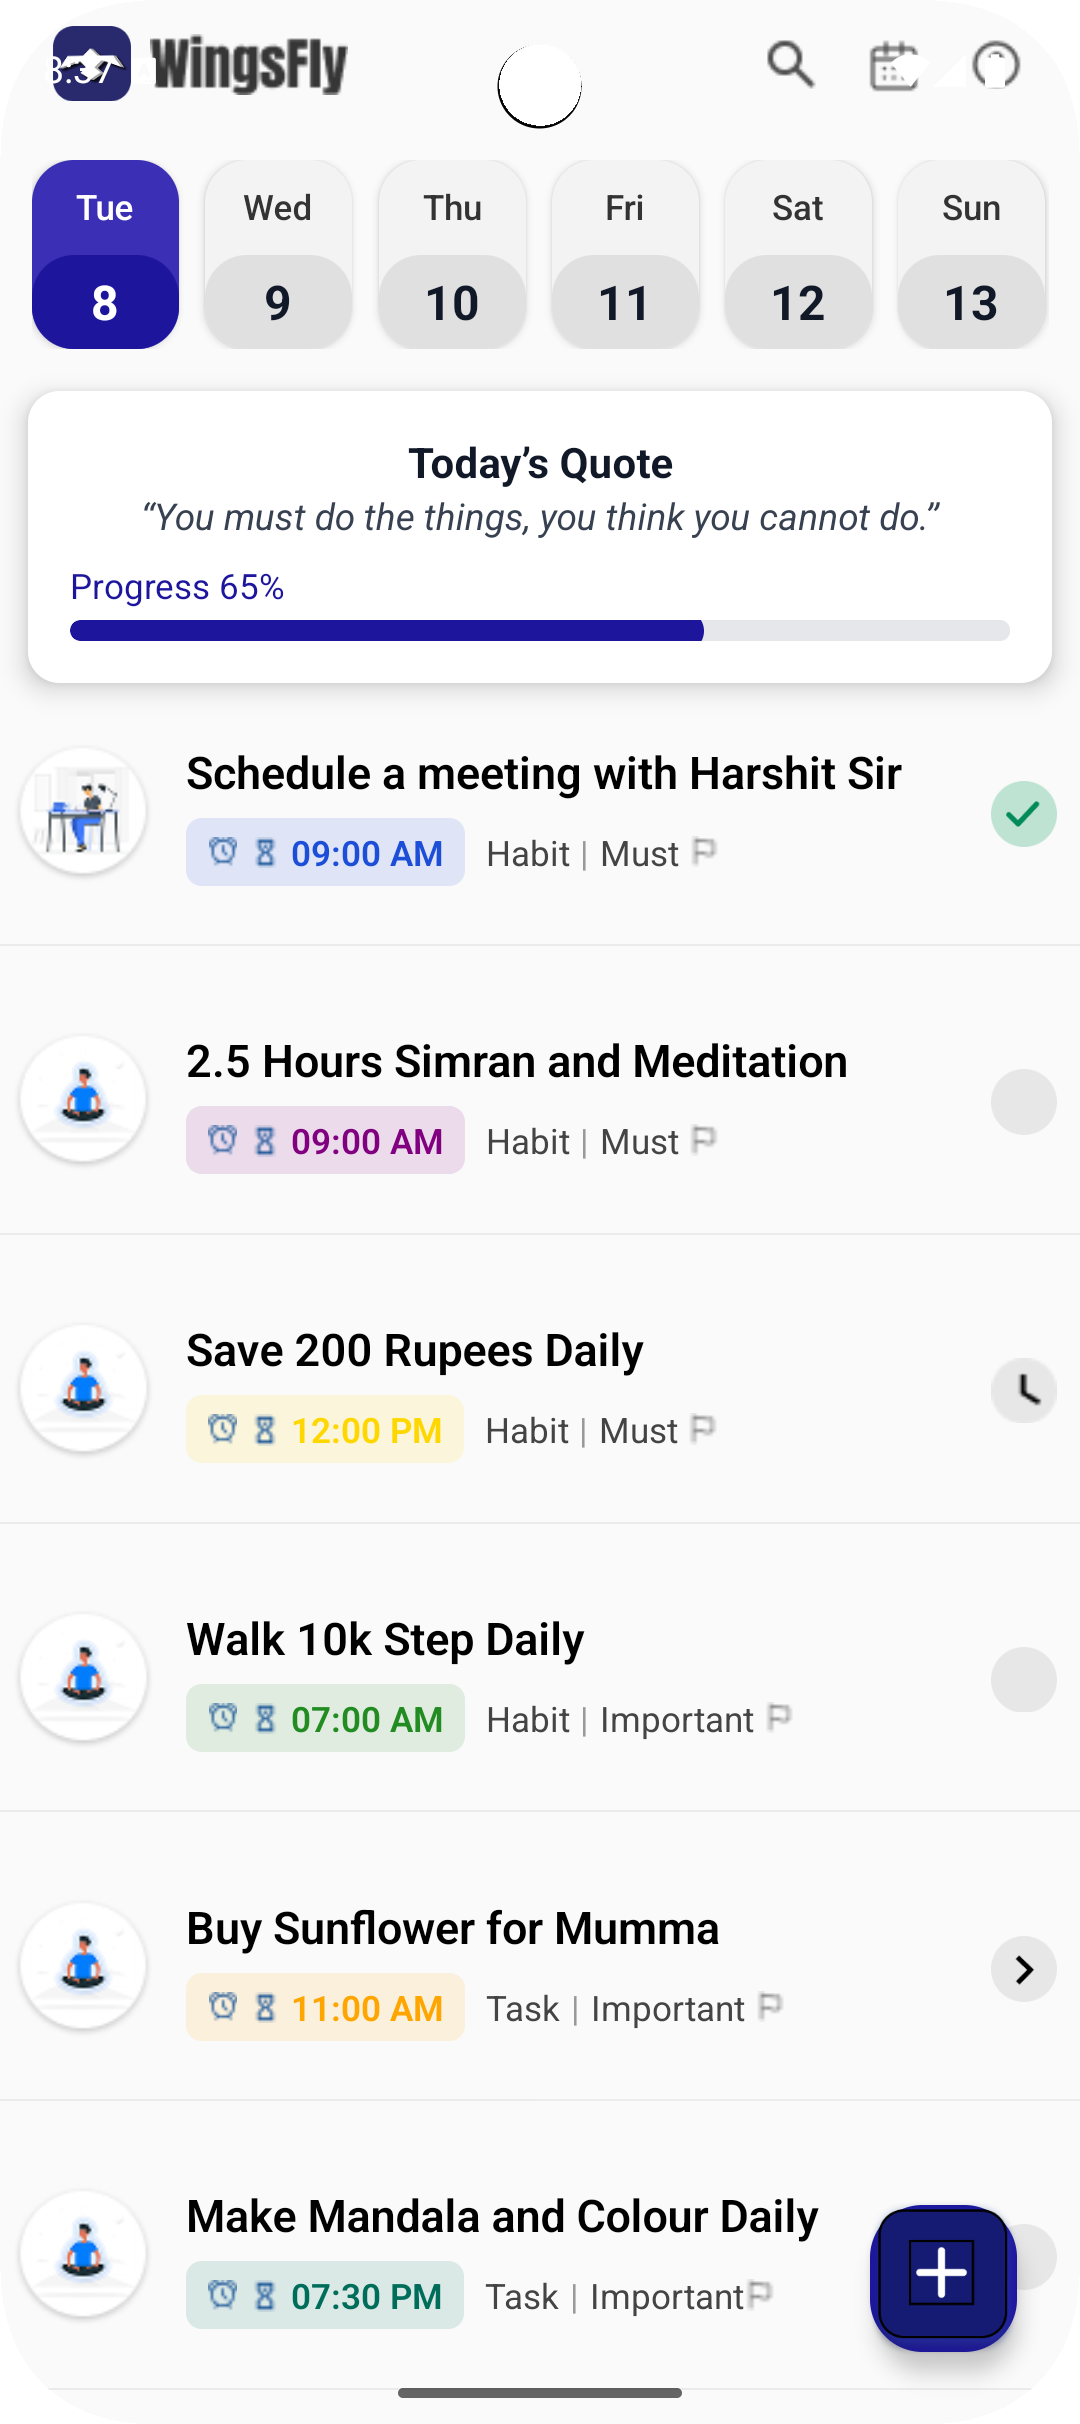 WingsFly
Tue Wed Thu Fri Sat Sun
8 9 10 11 12 13
Today’s Quote
“You must do the things, you think you cannot do.”
Progress 65%
Schedule a meeting with Harshit Sir
09:00 AM Habit | Must
2.5 Hours Simran and Meditation
09:00 AM Habit | Must
Save 200 Rupees Daily
12:00 PM Habit | Must
Walk 10k Step Daily
07:00 AM Habit | Important
Buy Sunflower for Mumma
11:00 AM Task | Important
Make Mandala and Colour Daily
07:30 PM Task | Important